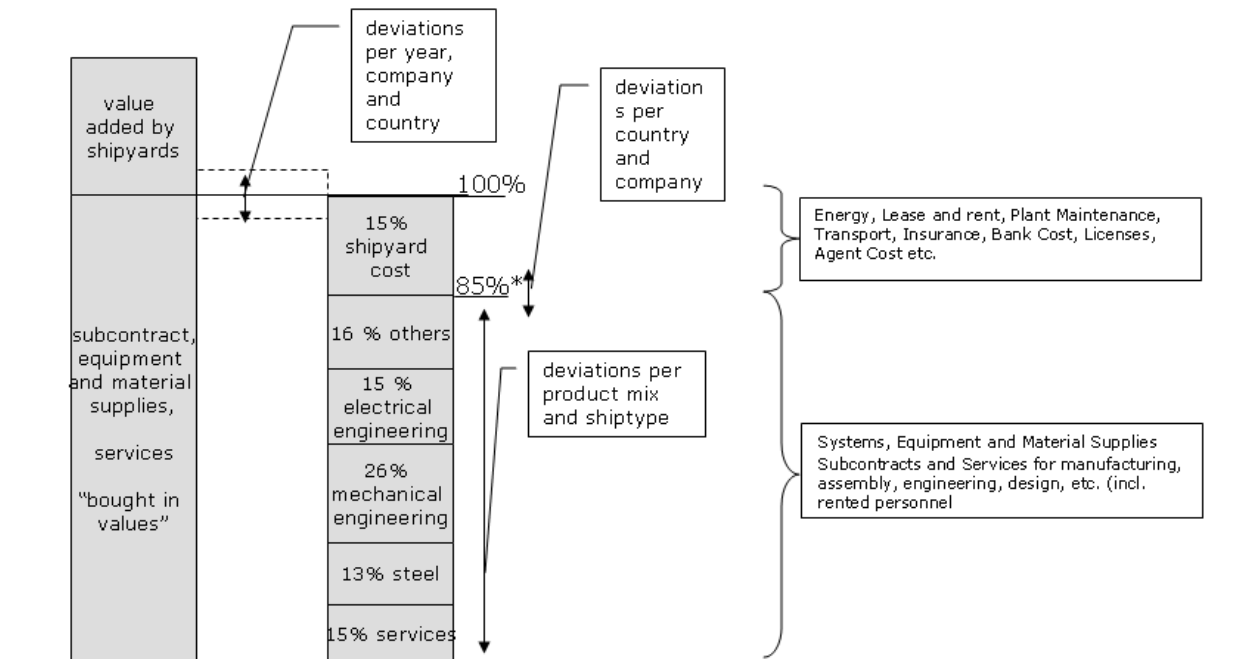 value
added by
shipyards
subcontract,
equipment
and material
supplies,
services
“bought in
values”
deviations
per year,
company
and
country
deviation
s per
country
and
company
100%
15%
shipyard
cost
85%*
16 % others
15 %
electrical
engineering
26%
mechanical
engineering
13% steel
15% services
deviations per
product mix
and shiptype
Energy, Lease and rent, Plant Maintenance,
Transport, Insurance, Bank Cost, Licenses,
Agent Cost etc.
Systems, Equipment and Material Supplies
Subcontracts and Services for manufacturing,
assembly, engineering, design, etc. (incl.
rented personnel